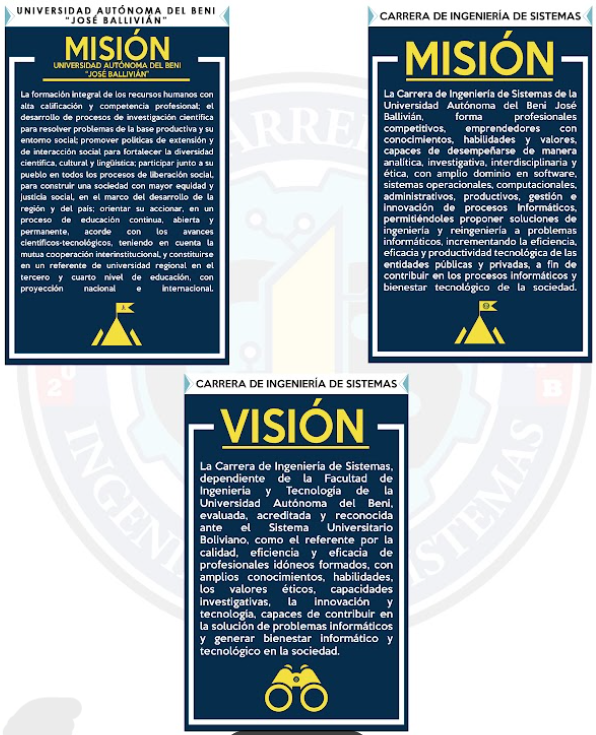 UNIVERSIDAD AUTÓNOMA DEL BENI
"JOSÉ BALLIVIÁN"
MISIÓN
UNIVERSIDAD AUTÓNOMA DEL BENI
"JOSÉ BALLIVIÁN"
La formación integral de los recursos humanos con
alta calificación y competencia profesional; el
desarrollo de procesos de investigación científica
para resolver problemas de la base productiva y su
entorno social; promover políticas de extensión y
de interacción social para fortalecer la diversidad
científica, cultural y lingüística; participar junto a su
pueblo en todos los procesos de liberación social,
para construir una sociedad con mayor equidad y
justicia social, en el marco del desarrollo de la
región y del país; orientar su accionar, en un
proceso de educación continua, abierta y
permanente, acorde con los avances
científicos-tecnológicos, teniendo en cuenta la
mutua cooperación interinstitucional, y constituirse
en un referente de universidad regional en el
tercero y cuarto nivel de educación, con
proyección nacional e internacional.
CARRERA DE INGENIERÍA DE SISTEMAS
MISIÓN
La Carrera de Ingeniería de Sistemas de la
Universidad Autónoma del Beni José
Ballivián, forma profesionales
competitivos, emprendedores con
conocimientos, habilidades y valores,
capaces de desempeñarse de manera
analítica, investigativa, interdisciplinaria y
ética, con amplio dominio en software,
sistemas operacionales, computacionales,
administrativos, productivos, gestión e
innovación de procesos Informáticos,
permitiéndoles proponer soluciones de
ingeniería y reingeniería a problemas
informáticos, incrementando la eficiencia,
eficacia y productividad tecnológica de las
entidades públicas y privadas, a fin de
contribuir en los procesos informáticos y
bienestar tecnológico de la sociedad.
CARRERA DE INGENIERÍA DE SISTEMAS
VISIÓN
La Carrera de Ingeniería de Sistemas,
dependiente de la Facultad de
Ingeniería y Tecnología de la
Universidad Autónoma del Beni,
evaluada, acreditada y reconocida
ante el Sistema Universitario
Boliviano, como el referente por la
calidad, eficiencia y eficacia de
profesionales idóneos formados, con
amplios conocimientos, habilidades,
los valores éticos, capacidades
investigativas, la innovación y
tecnología, capaces de contribuir en
la solución de problemas informáticos
y generar bienestar informático y
tecnológico en la sociedad.